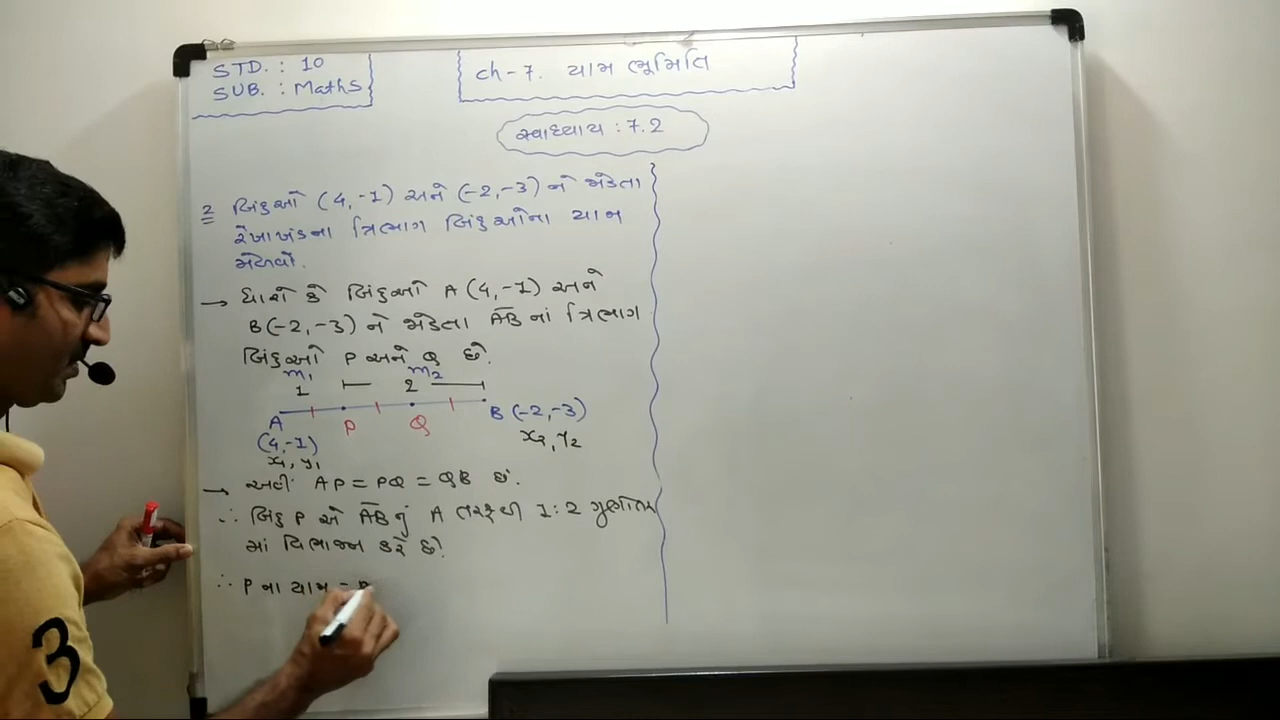 STD. : 10
SUB. : Maths
ch-7. યામ ભૂમિતિ
સ્વાધ્યાય : 7.2
2 બિંદુઓ (4,-1) અને (-2,-3) ને જોડતા
રેખાખંડના ત્રિભાગ બિંદુઓના યામ
મેળવો.
→ ધારો કે બિંદુઓ A (4,-1) અને
B(-2,-3) ને જોડતા AB નાં ત્રિભાગ
બિંદુઓ P અને Q છે.
m₁ m₂
1 2
A P Q B (-2,-3)
(4,-1) x₂, y₂
x₁, y₁
→ અહીં AP = PQ = QB છે.
∴ બિંદુ P એ AB નું A તરફથી 1:2 ગુણોત્તર
માં વિભાજન કરે છે.
∴ P ના યામ =
3